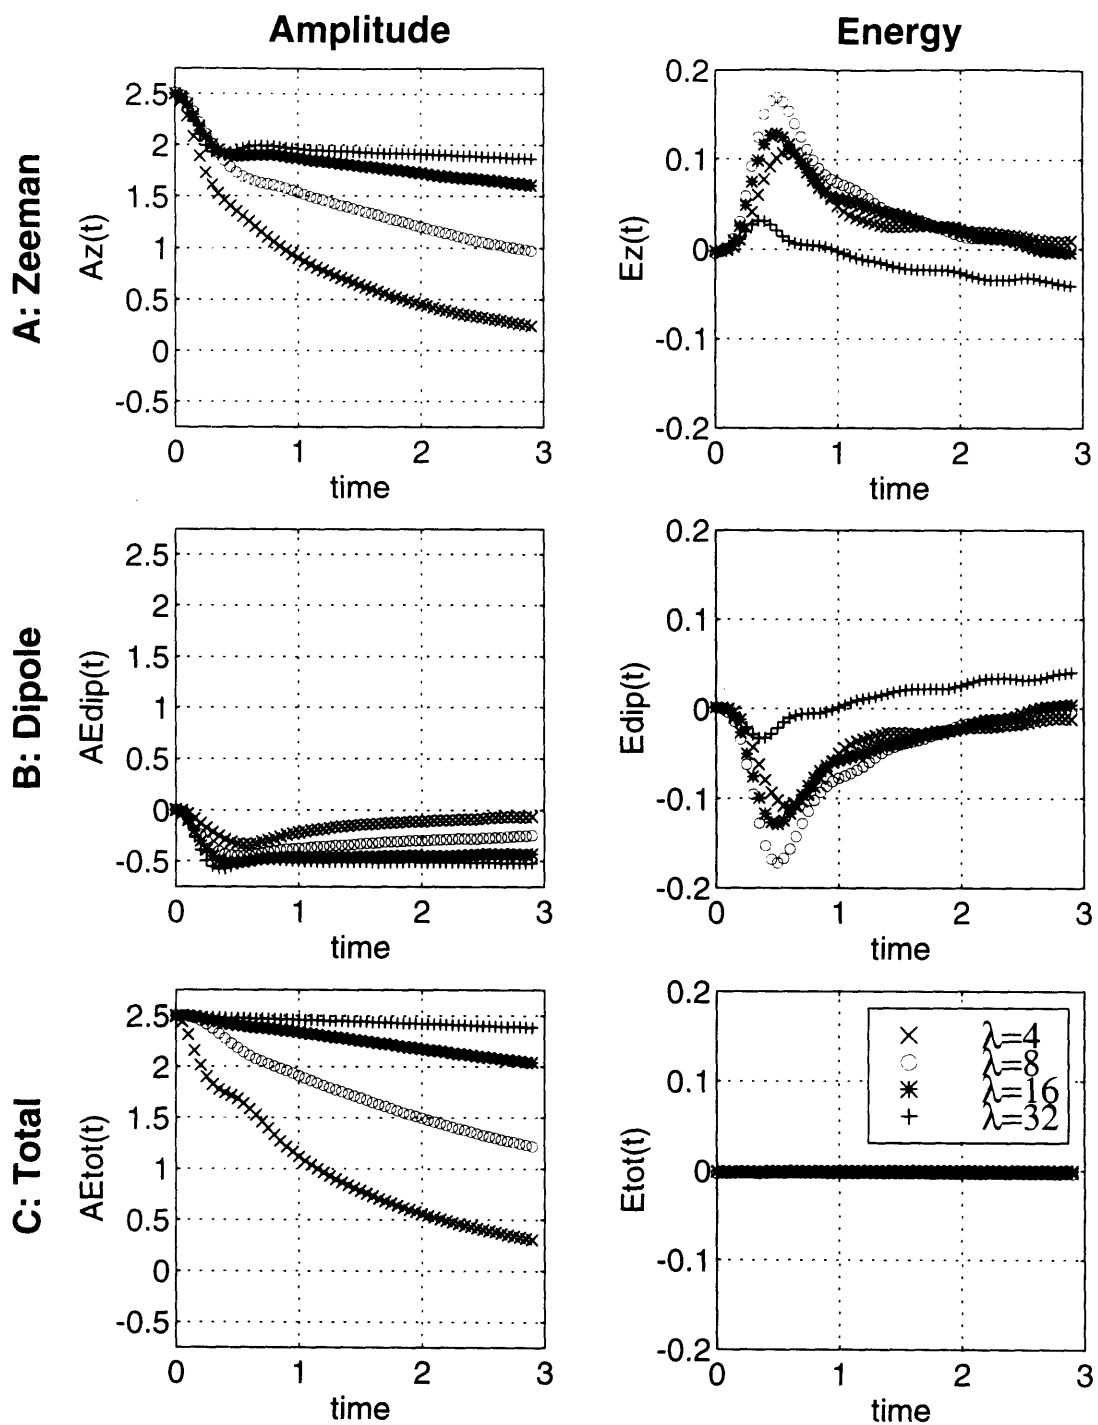 Amplitude
Energy
A: Zeeman
Az(t)
2.5
2
1.5
1
0.5
0
-0.5
0 1 2 3
time
Ez(t)
0.2
0.1
0
-0.1
-0.2
0 1 2 3
time
B: Dipole
AEdip(t)
2.5
2
1.5
1
0.5
0
-0.5
0 1 2 3
time
Edip(t)
0.2
0.1
0
-0.1
-0.2
0 1 2 3
time
C: Total
AEtot(t)
2.5
2
1.5
1
0.5
0
-0.5
0 1 2 3
time
Etot(t)
0.2
0.1
0
-0.1
-0.2
0 1 2 3
time
λ=4
λ=8
λ=16
λ=32